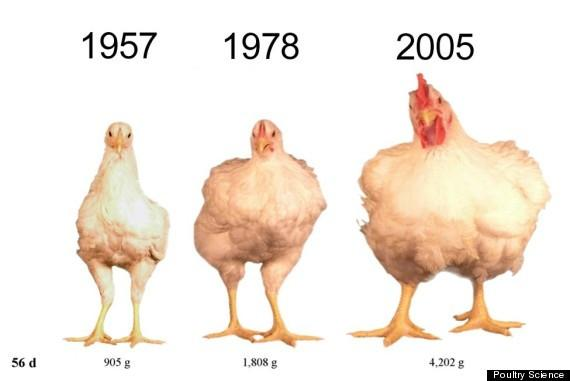 1957 1978 2005
56 d 905 g 1,808 g 4,202 g
Poultry Science